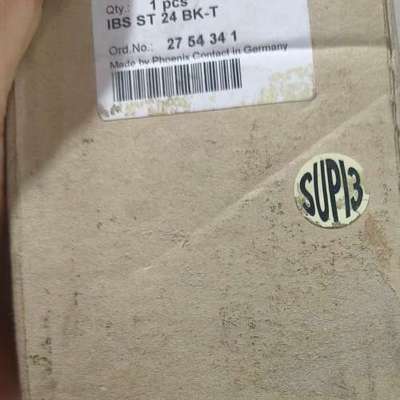 Qty.: 1 pcs
IBS ST 24 BK-T
Ord.No.: 27 54 34 1
Made by Phoenix Contact in Germany
SUPI3